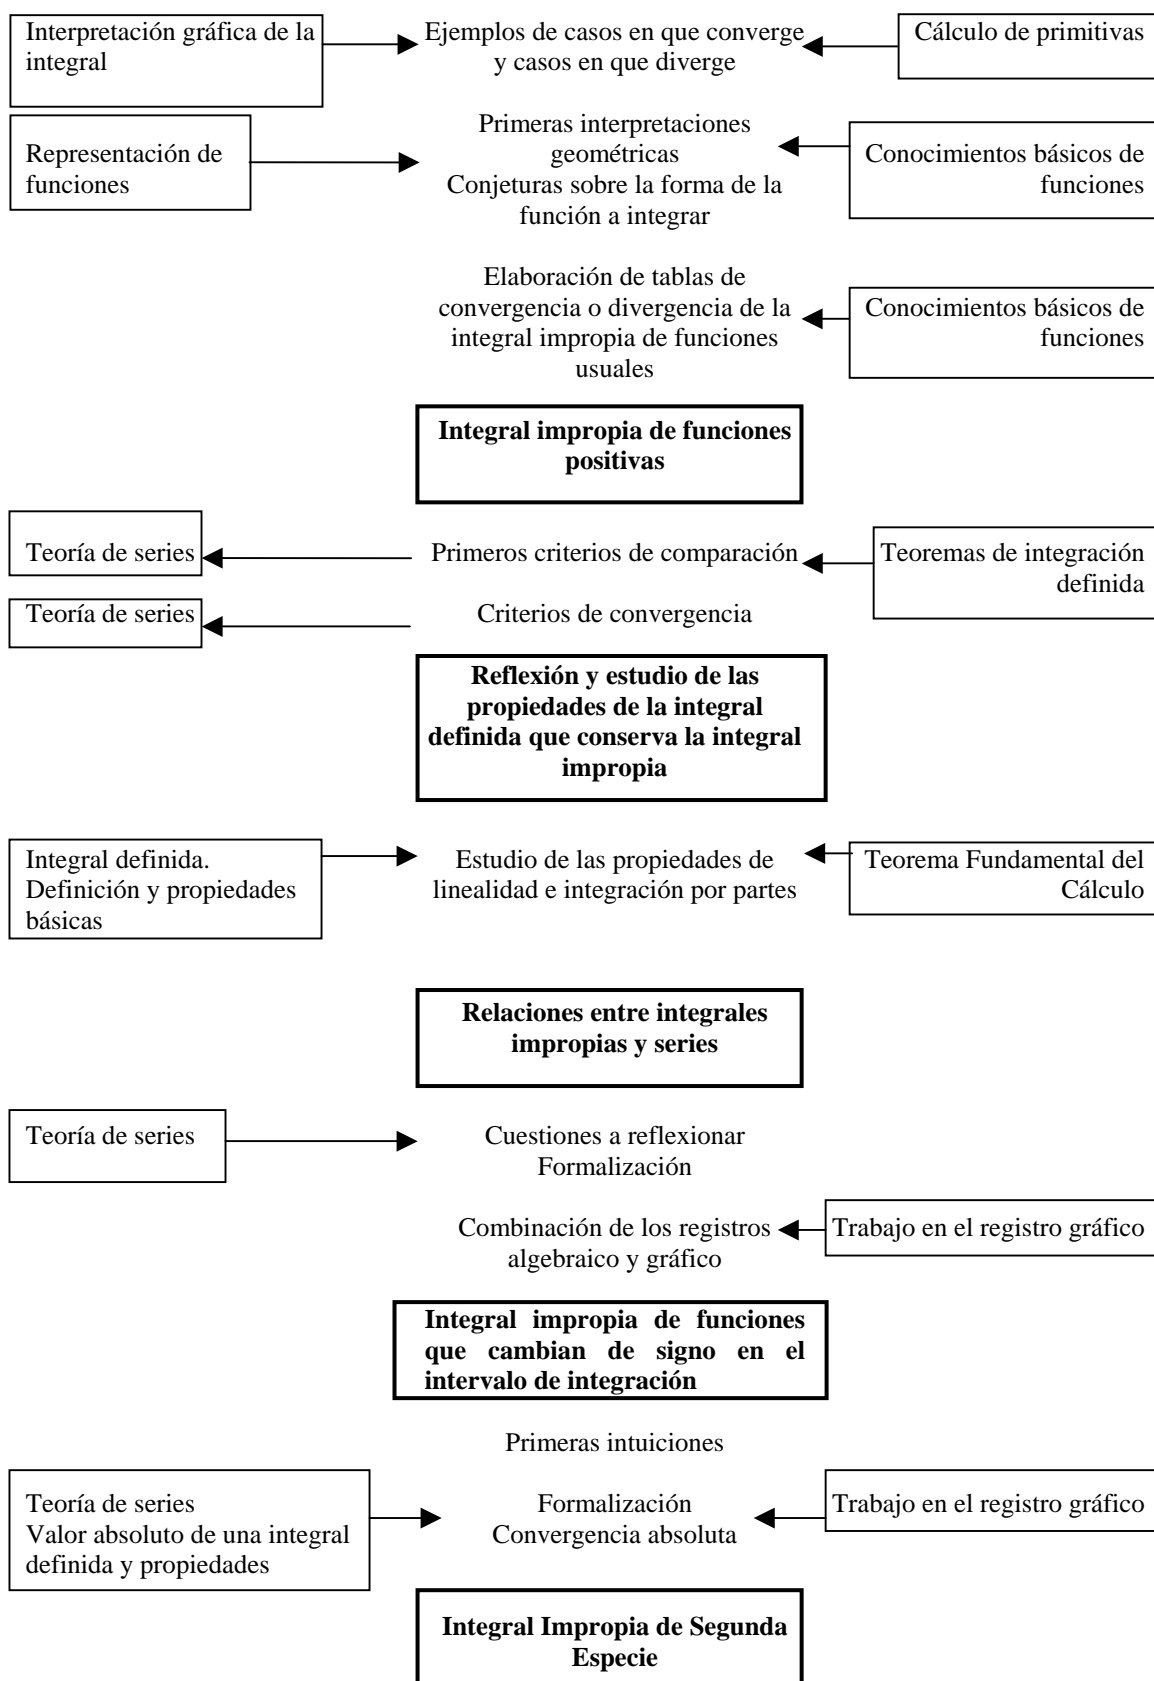 Interpretación gráfica de la
integral
Ejemplos de casos en que converge
y casos en que diverge
Cálculo de primitivas
Representación de
funciones
Primeras interpretaciones
geométricas
Conjeturas sobre la forma de la
función a integrar
Conocimientos básicos de
funciones
Elaboración de tablas de
convergencia o divergencia de la
integral impropia de funciones
usuales
Conocimientos básicos de
funciones
Integral impropia de funciones
positivas
Teoría de series
Primeros criterios de comparación
Teoremas de integración
definida
Teoría de series
Criterios de convergencia
Reflexión y estudio de las
propiedades de la integral
definida que conserva la integral
impropia
Integral definida.
Definición y propiedades
básicas
Estudio de las propiedades de
linealidad e integración por partes
Teorema Fundamental del
Cálculo
Relaciones entre integrales
impropias y series
Teoría de series
Cuestiones a reflexionar
Formalización
Combinación de los registros
algebraico y gráfico
Trabajo en el registro gráfico
Integral impropia de funciones
que cambian de signo en el
intervalo de integración
Primeras intuiciones
Teoría de series
Valor absoluto de una integral
definida y propiedades
Formalización
Convergencia absoluta
Trabajo en el registro gráfico
Integral Impropia de Segunda
Especie